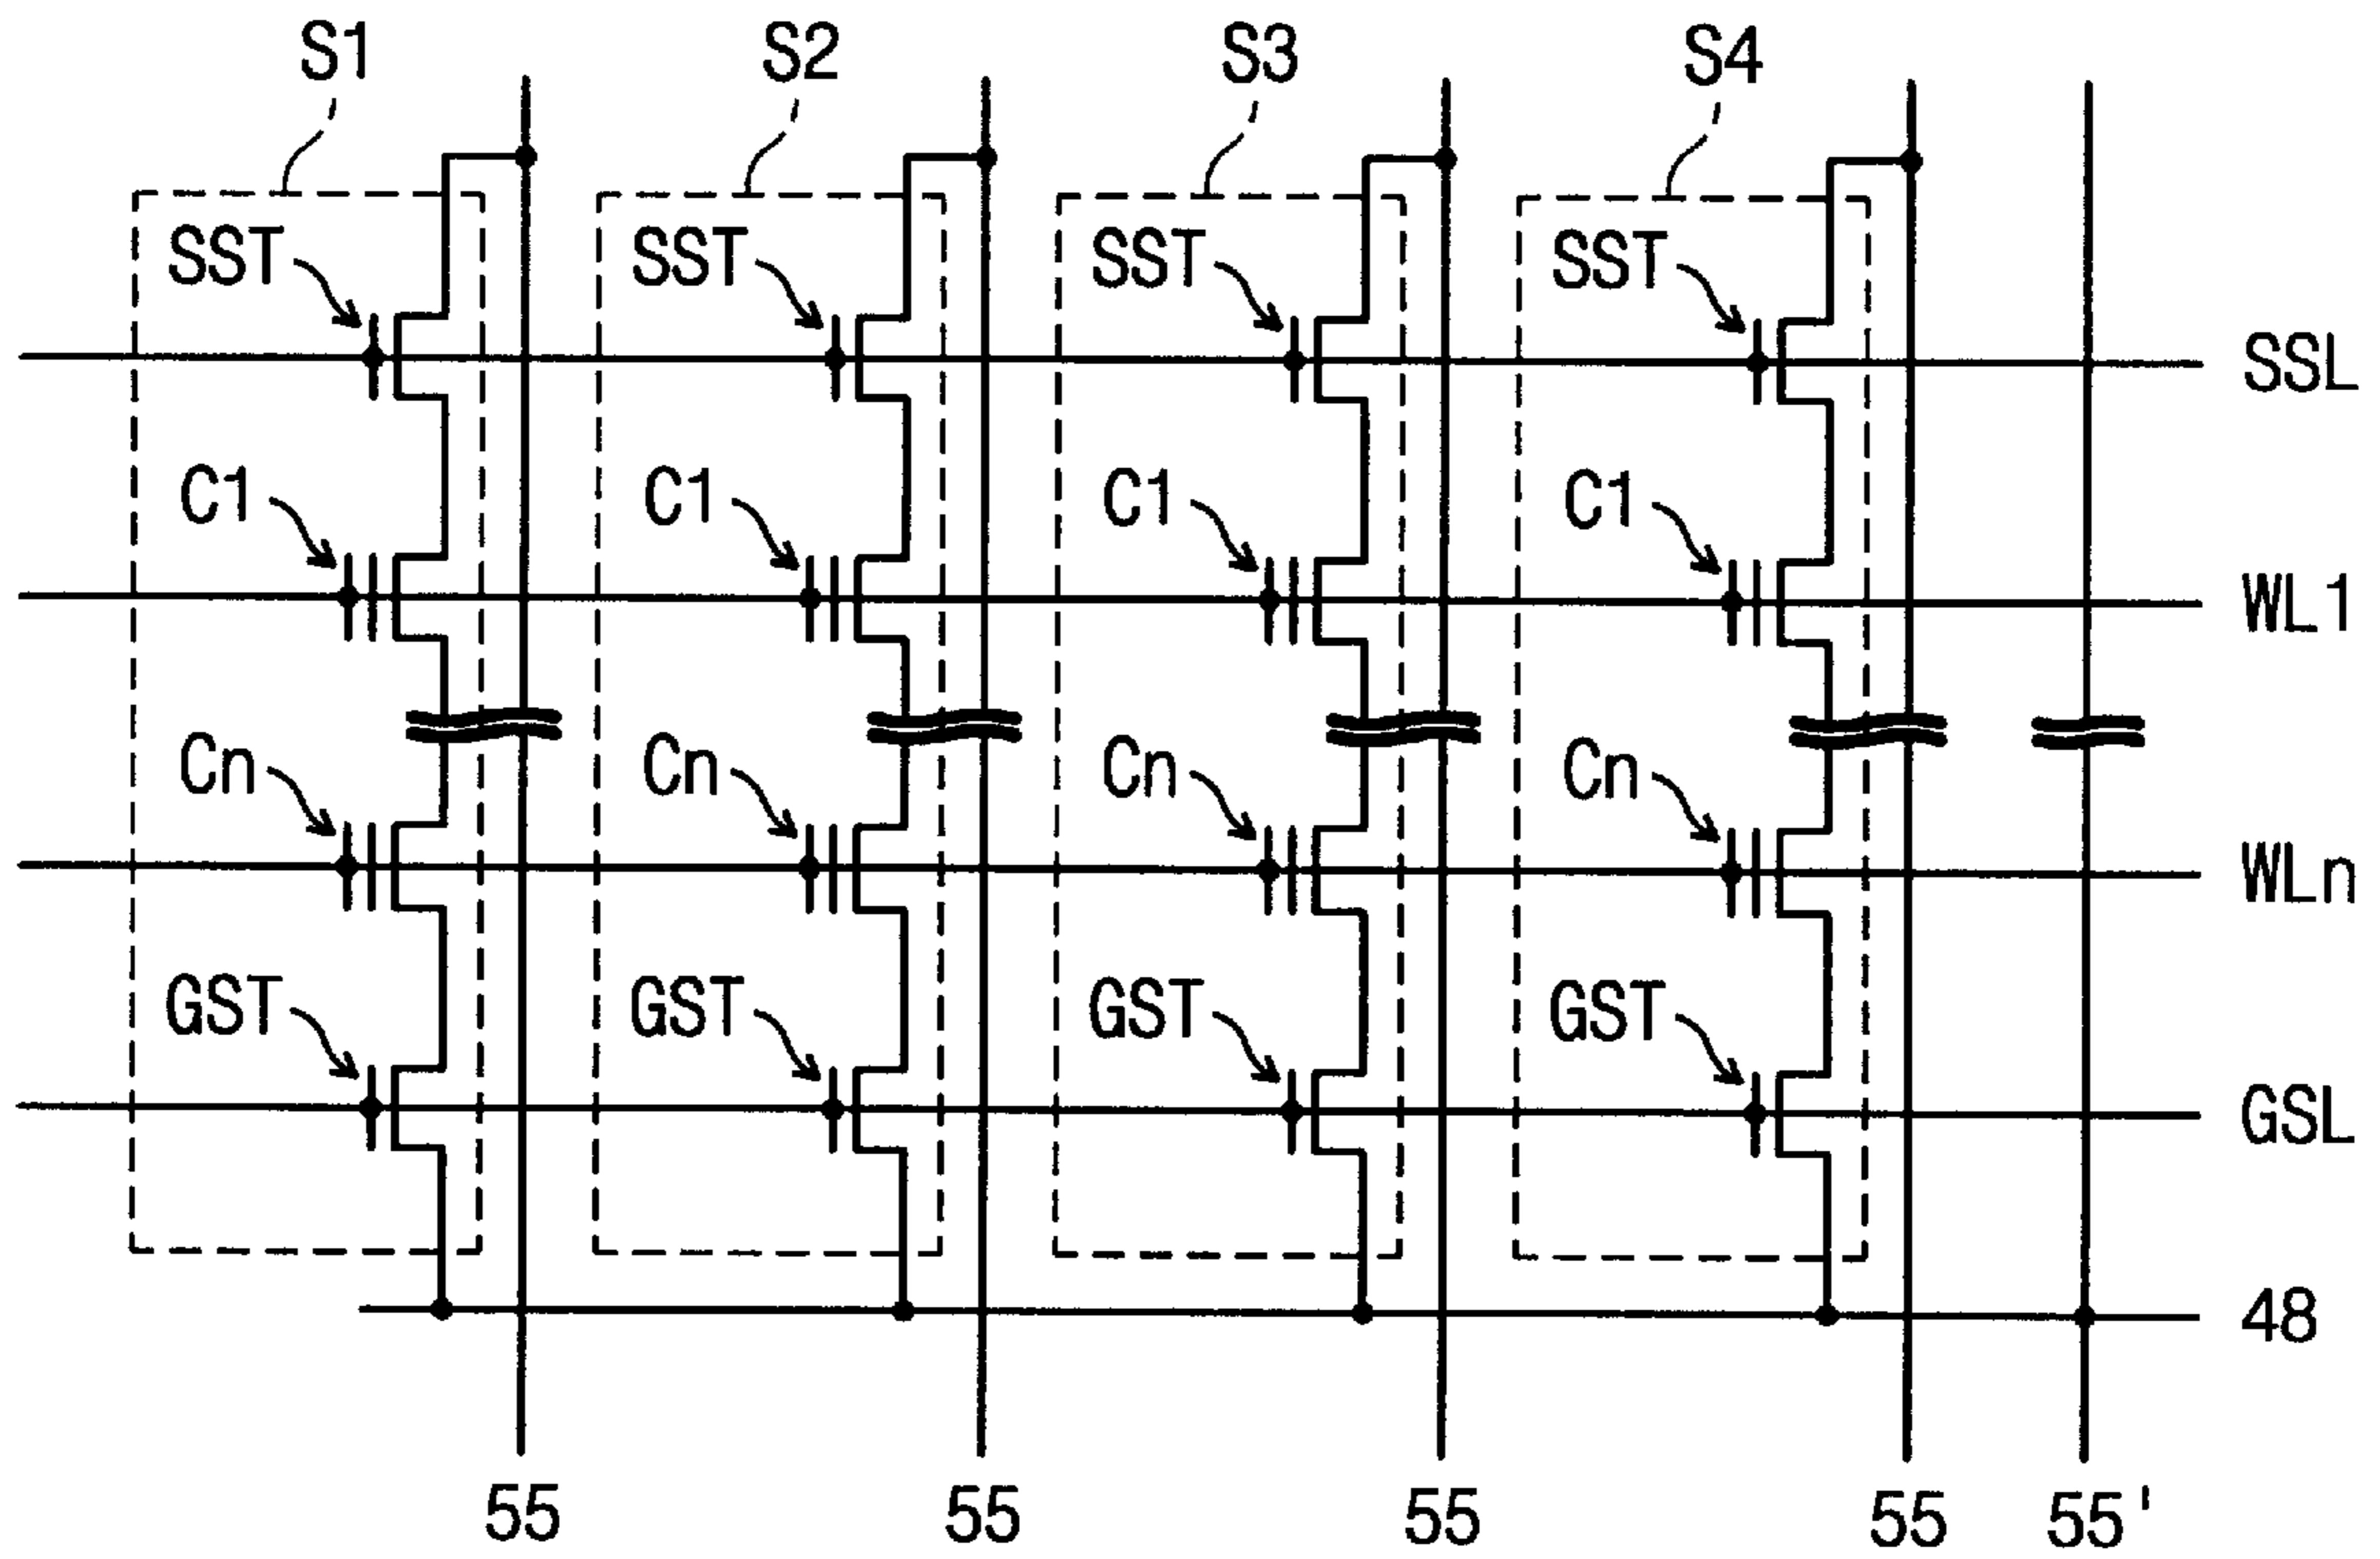 S1 S2 S3 S4
SST SST SST SST
SSL
C1 C1 C1 C1
WL1
Cn Cn Cn Cn
WLn
GST GST GST GST
GSL
48
55 55 55 55 55'